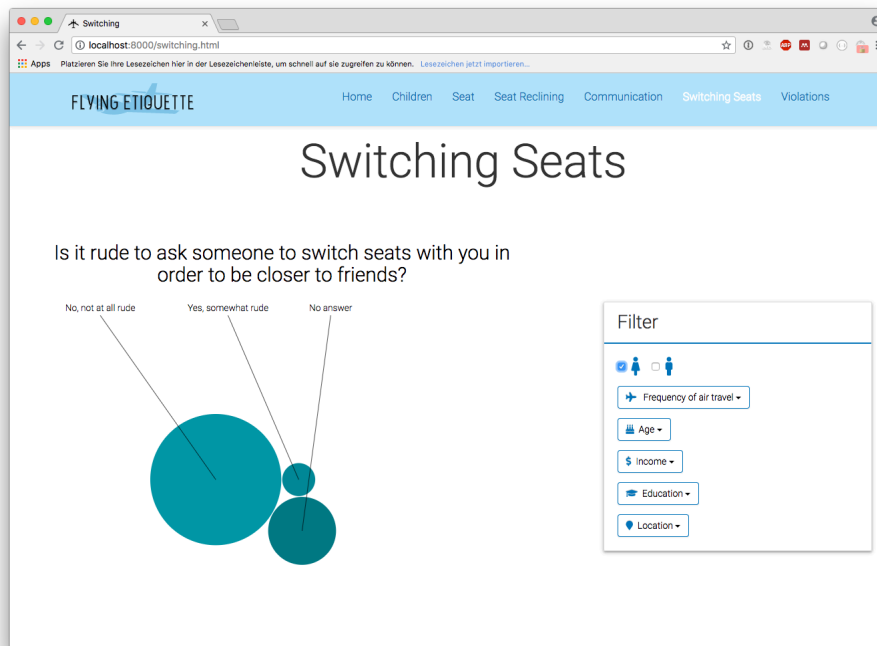 Switching
localhost:8000/switching.html
ABP
Apps Platzieren Sie Ihre Lesezeichen hier in der Lesezeichenleiste, um schnell auf sie zugreifen zu können. Lesezeichen jetzt importieren...
FLYING ETIQUETTE Home Children Seat Seat Reclining Communication Switching Seats Violations
Switching Seats
Is it rude to ask someone to switch seats with you in
order to be closer to friends?
No, not at all rude Yes, somewhat rude No answer
Filter
Frequency of air travel
Age
$ Income
Education
Location